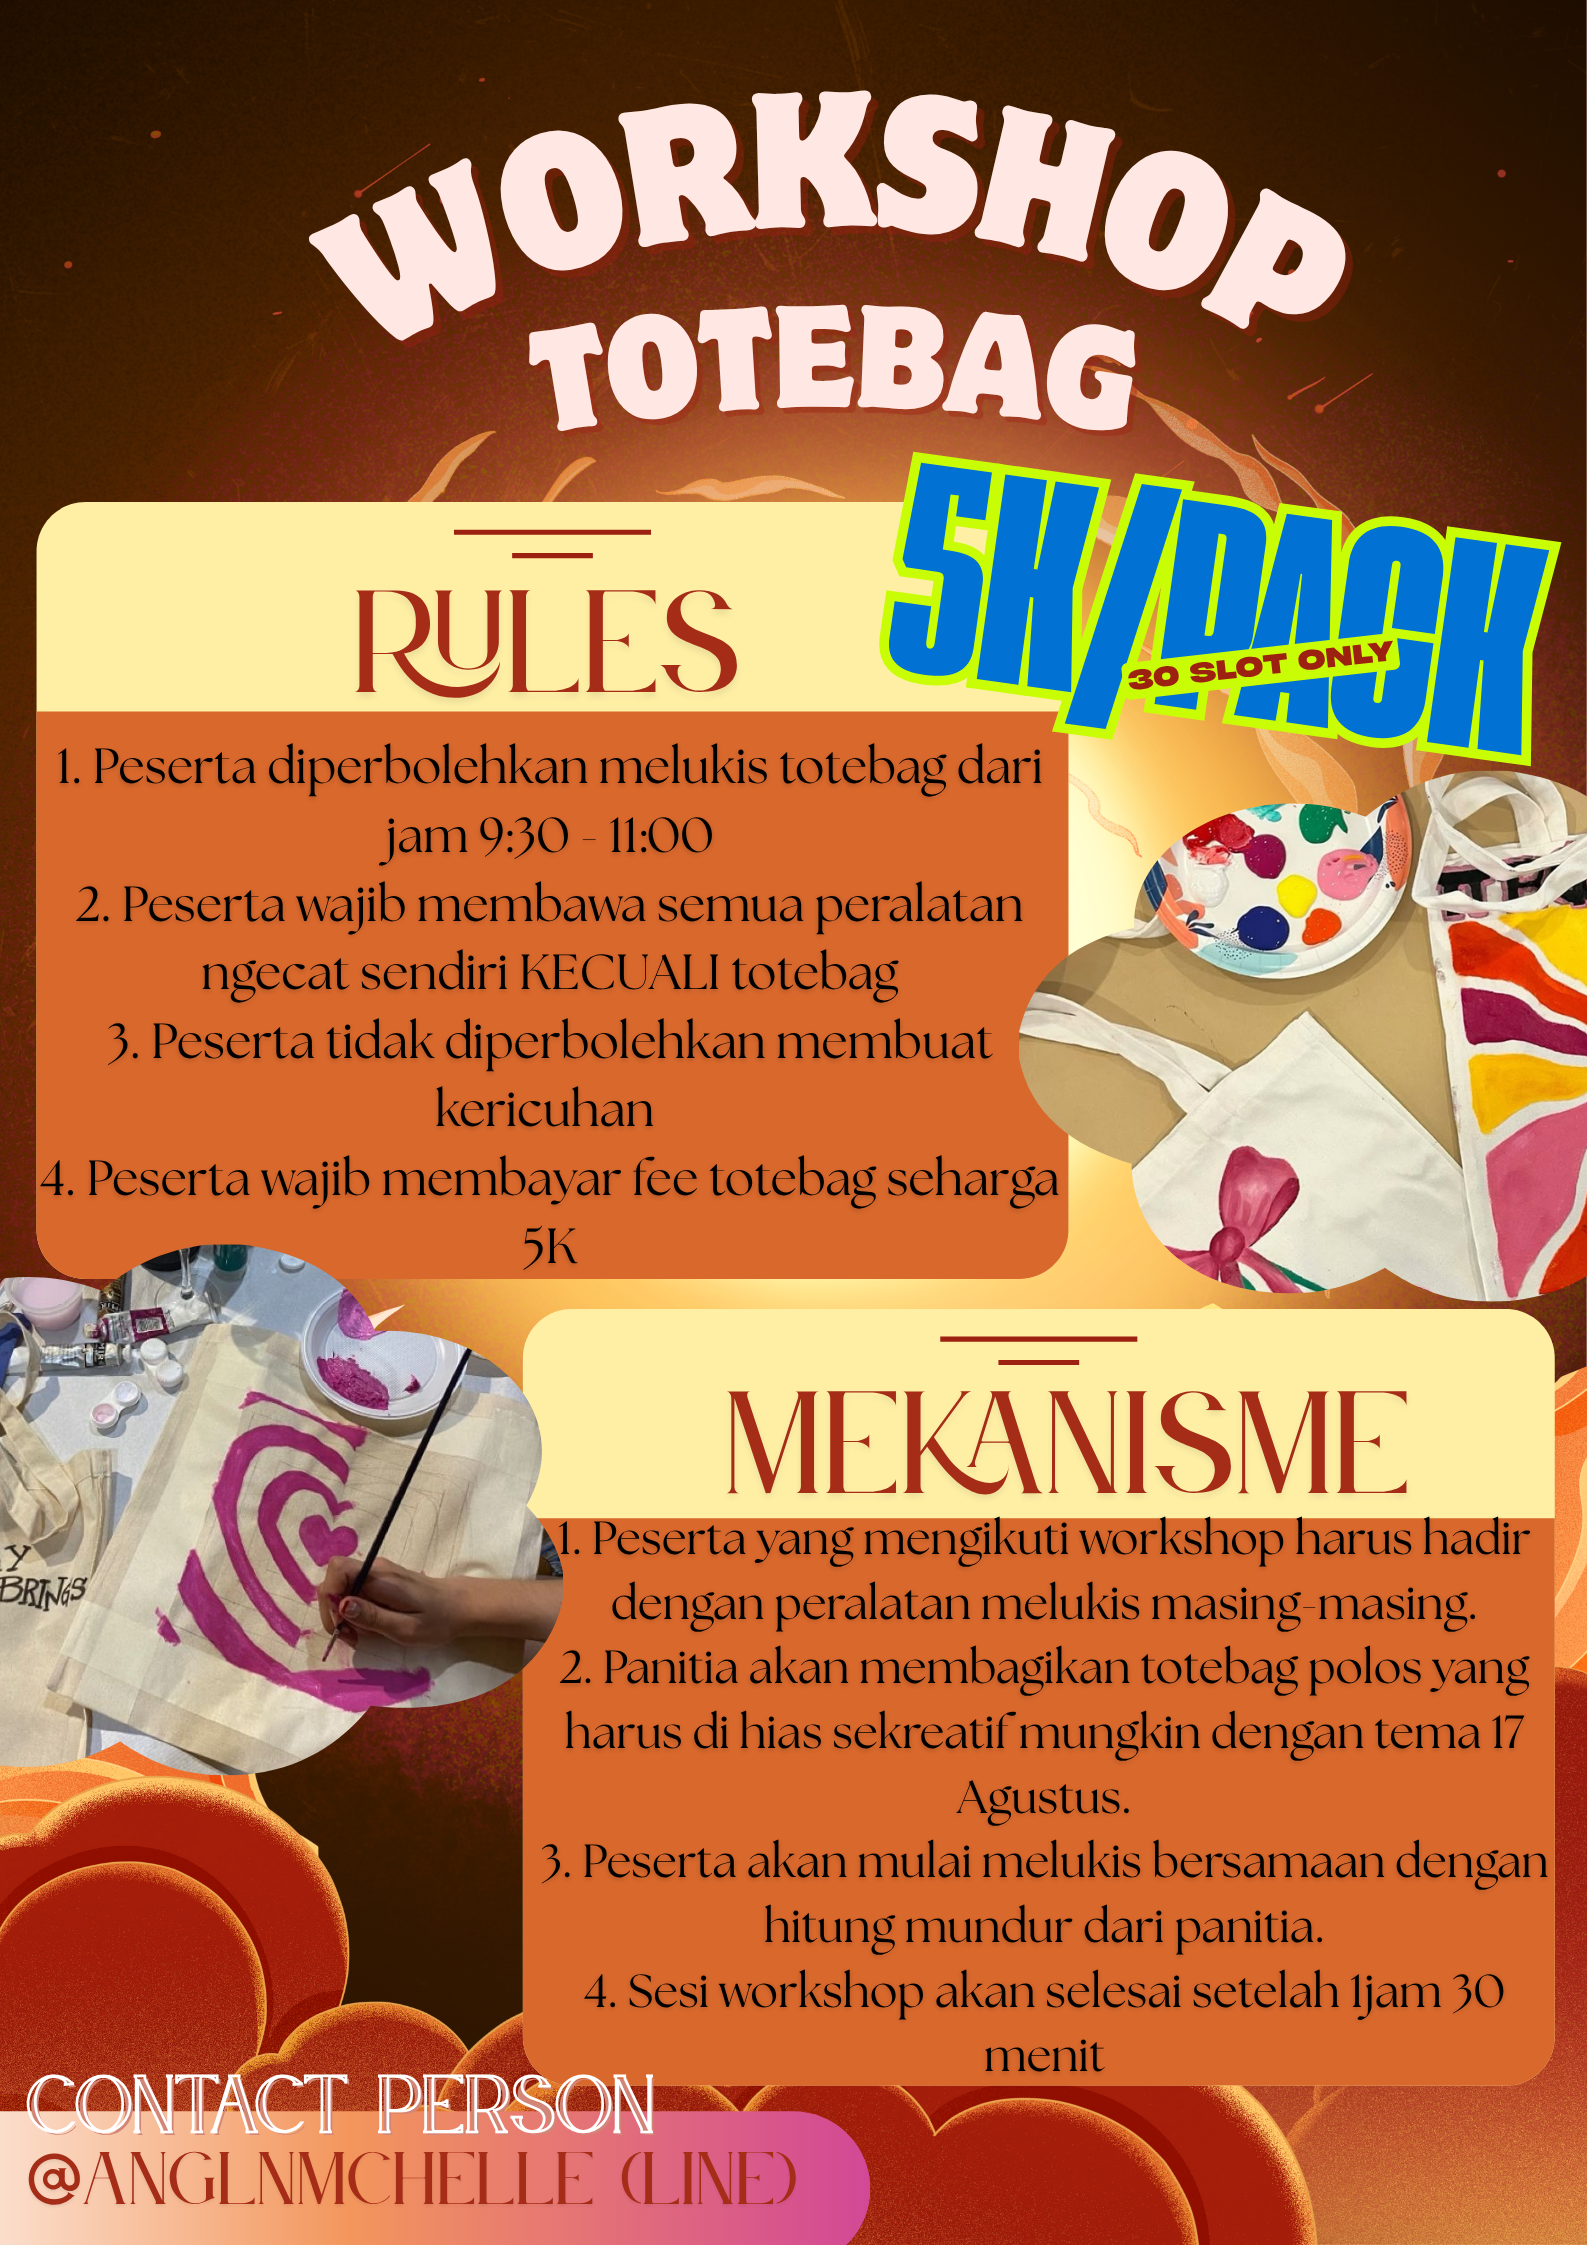 WORKSHOP
TOTEBAG
5K/PACK
30 SLOT ONLY
RULES
1. Peserta diperbolehkan melukis totebag dari
jam 9:30 - 11:00
2. Peserta wajib membawa semua peralatan
ngecat sendiri KECUALI totebag
3. Peserta tidak diperbolehkan membuat
kericuhan
4. Peserta wajib membayar fee totebag seharga
5K
MEKANISME
1. Peserta yang mengikuti workshop harus hadir
dengan peralatan melukis masing-masing.
2. Panitia akan membagikan totebag polos yang
harus di hias sekreatif mungkin dengan tema 17
Agustus.
3. Peserta akan mulai melukis bersamaan dengan
hitung mundur dari panitia.
4. Sesi workshop akan selesai setelah 1jam 30
menit
BRINGS
CONTACT PERSON
@ANGLNMCHELLE (LINE)